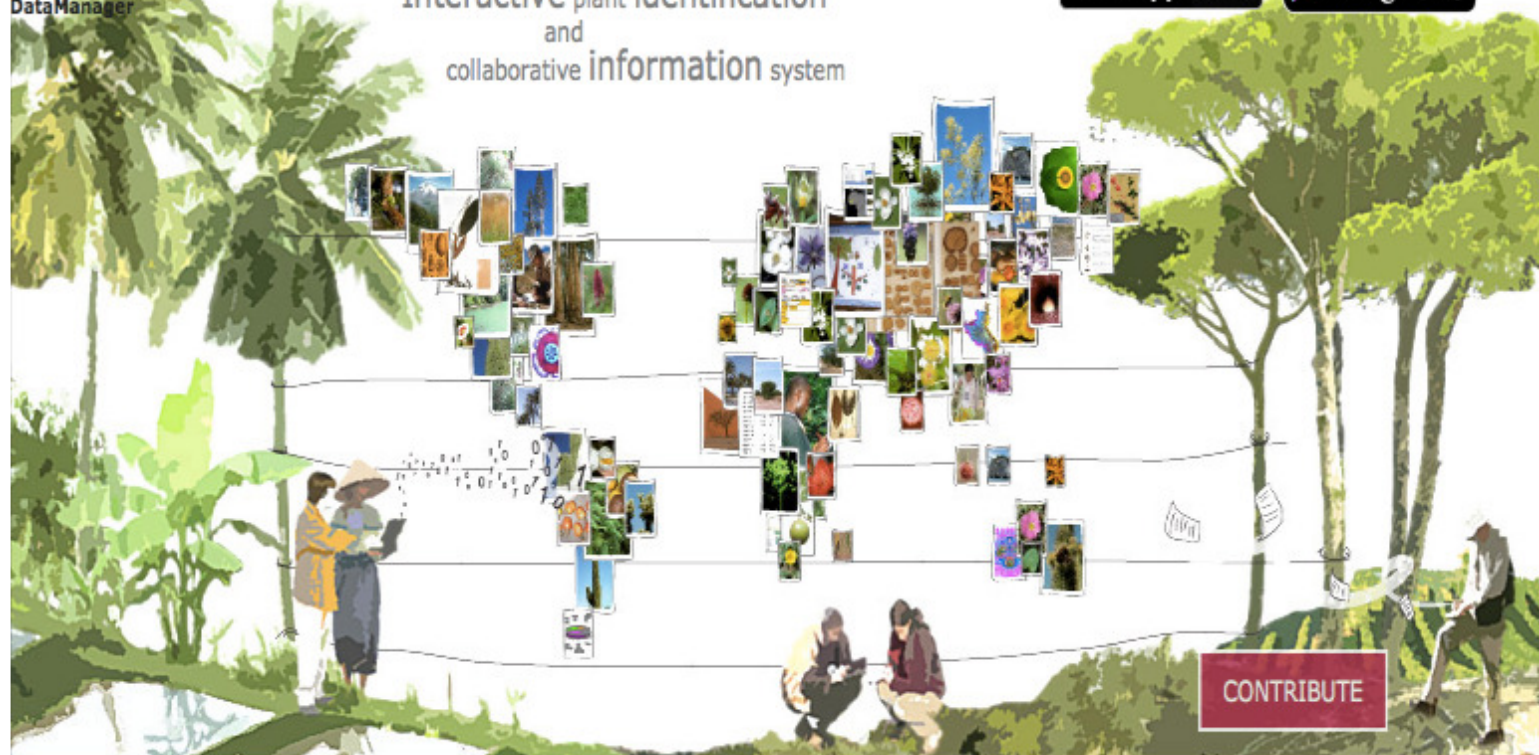 DataManager
Interactive plant identification
and
collaborative information system
CONTRIBUTE